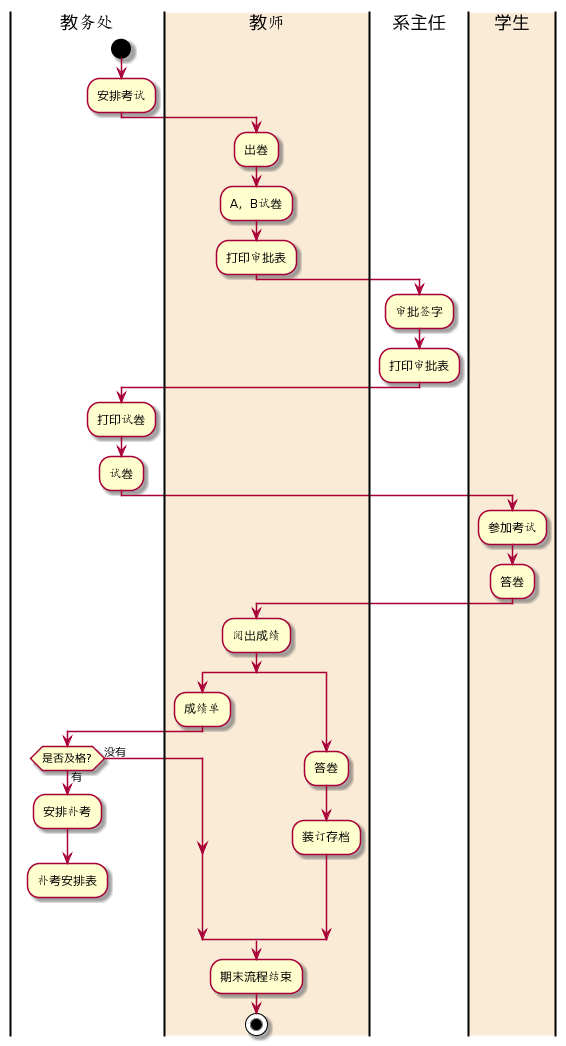 教务处
教师
系主任
学生
安排考试
出卷
A，B试卷
打印审批表
审批签字
打印审批表
打印试卷
试卷
参加考试
答卷
阅出成绩
成绩单
是否及格?
没有
有
答卷
安排补考
装订存档
补考安排表
期末流程结束